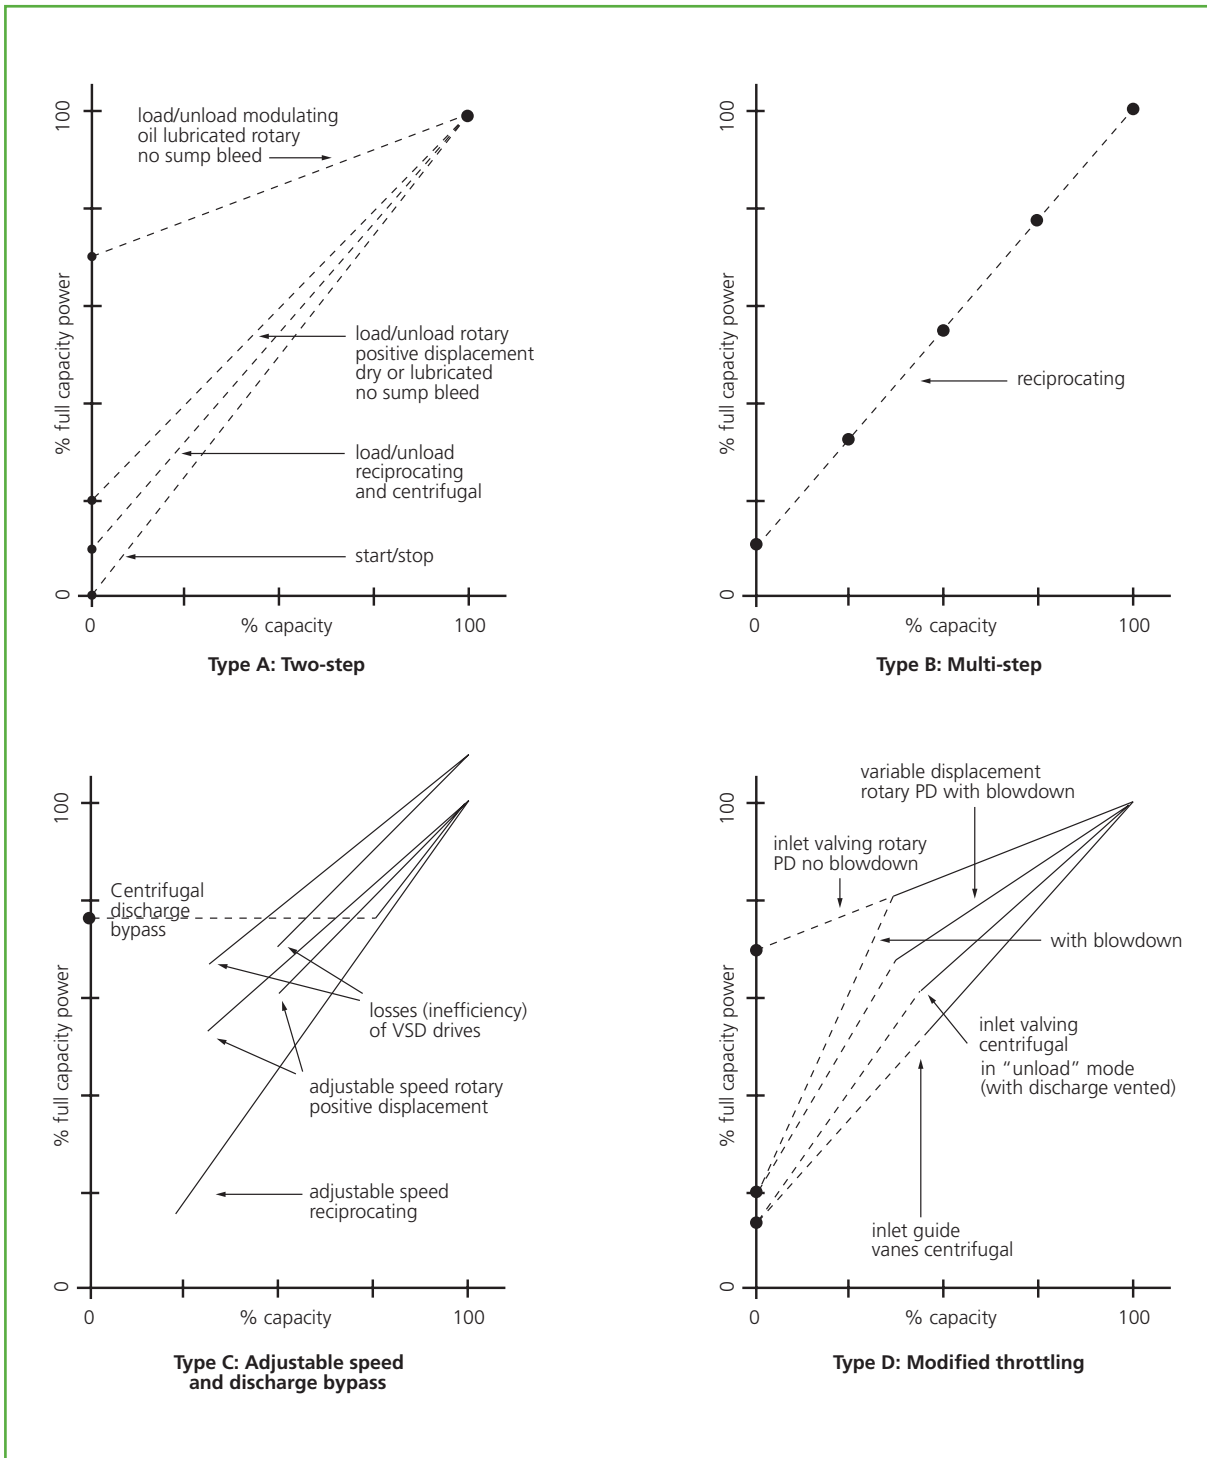 100
load/unload modulating
oil lubricated rotary
no sump bleed
% full capacity power
load/unload rotary
positive displacement
dry or lubricated
no sump bleed
load/unload
reciprocating
and centrifugal
start/stop
0
0
% capacity
100
Type A: Two-step
100
% full capacity power
reciprocating
0
0
% capacity
100
Type B: Multi-step
100
Centrifugal
discharge
bypass
% full capacity power
losses (inefficiency)
of VSD drives
adjustable speed rotary
positive displacement
adjustable speed
reciprocating
0
0
% capacity
100
Type C: Adjustable speed
and discharge bypass
variable displacement
rotary PD with blowdown
100
inlet valving rotary
PD no blowdown
with blowdown
% full capacity power
inlet valving
centrifugal
in “unload” mode
(with discharge vented)
inlet guide
vanes centrifugal
0
0
% capacity
100
Type D: Modified throttling